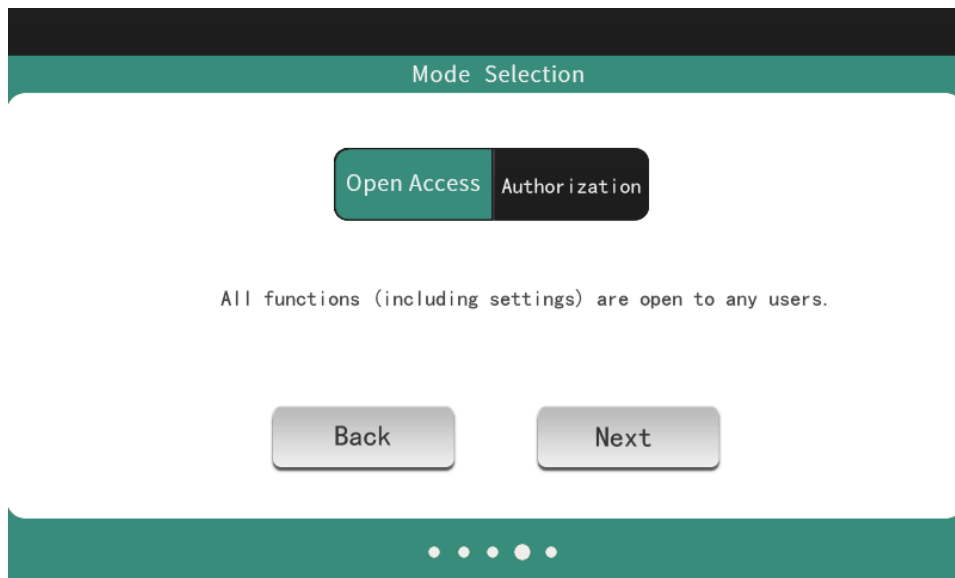 Mode Selection
Open Access Authorization
All functions (including settings) are open to any users.
Back Next